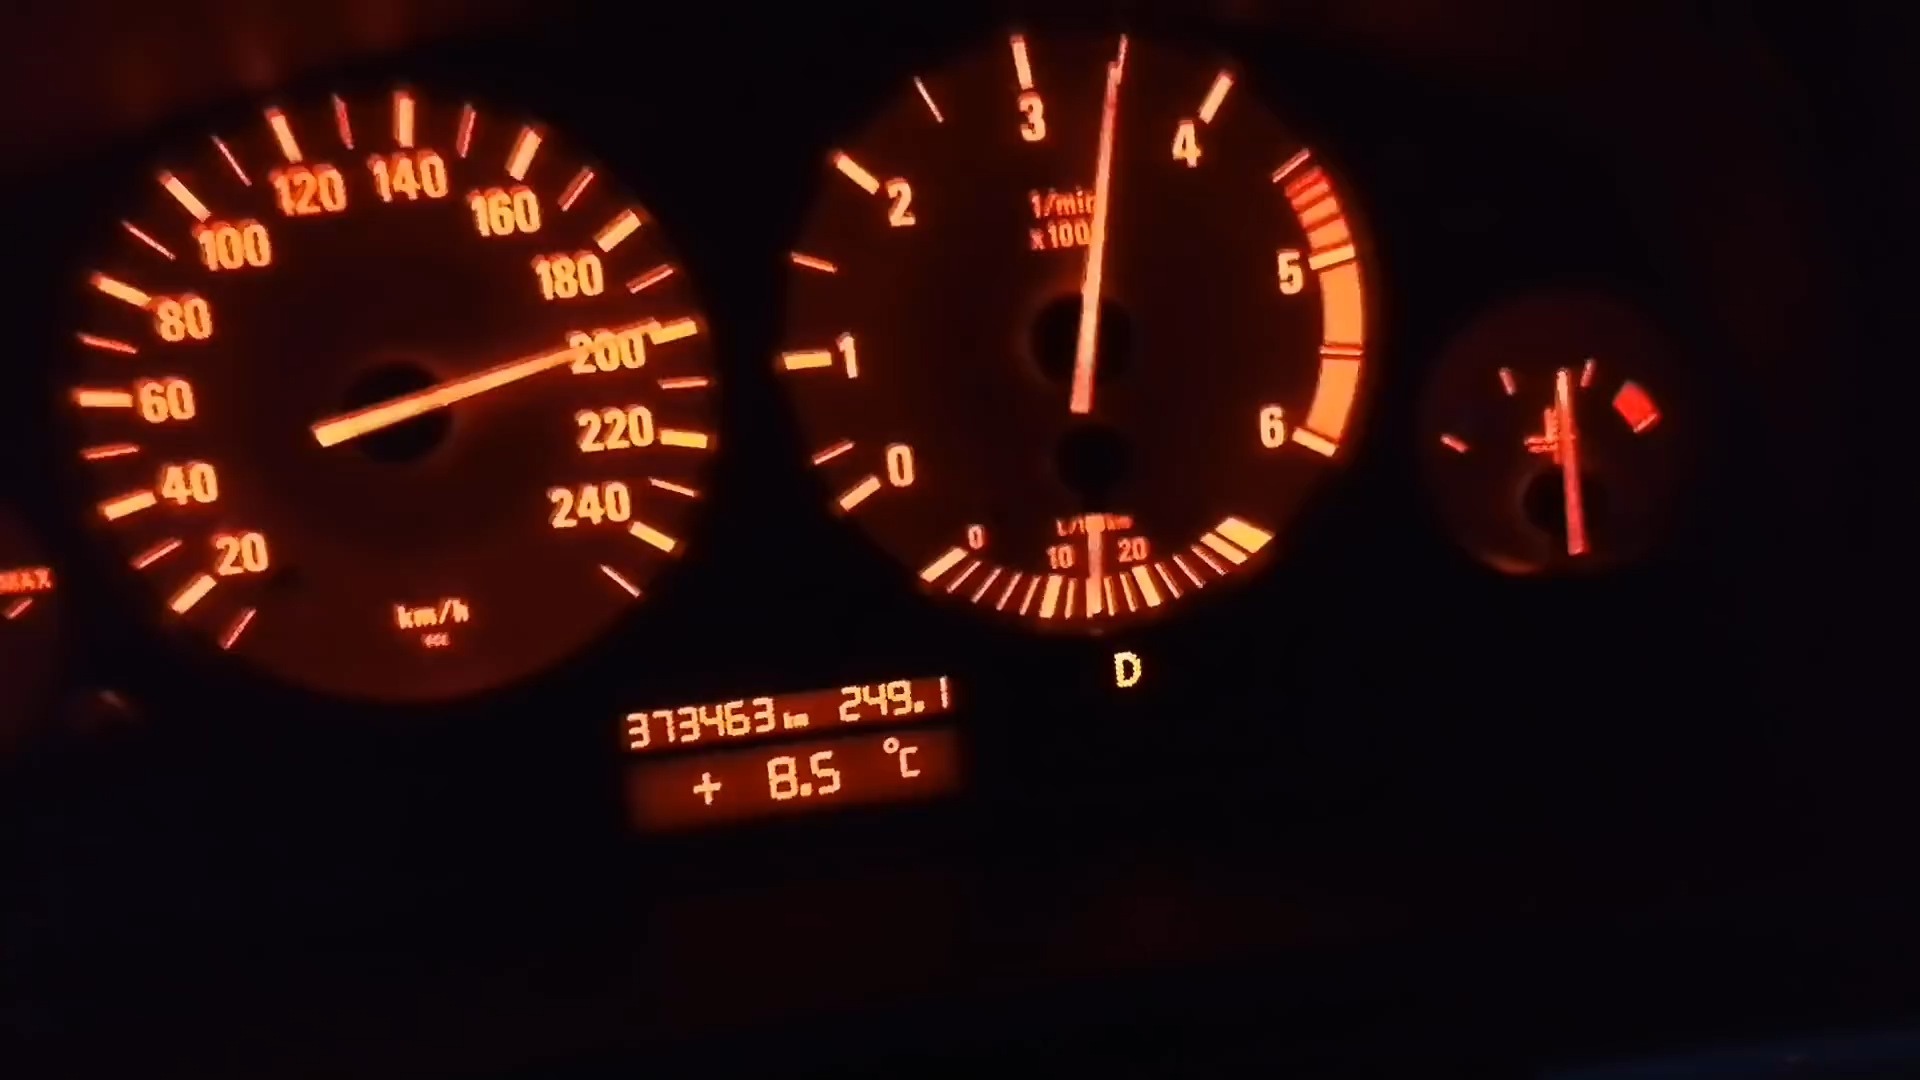 120 140
100 160
80 180
60 200
40 220
20 240
km/h
MAX
3
2 4
1/min
1 5
0 6
0 10 20
D
373463 km 249.1
+ 8.5 °C